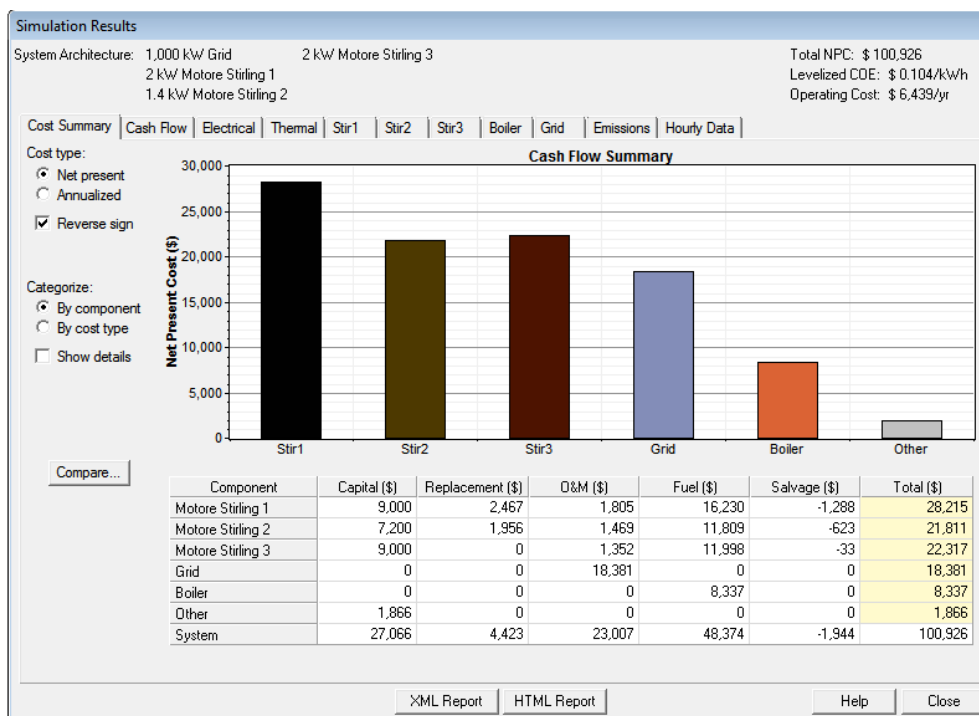 Simulation Results
System Architecture: 1,000 kW Grid 2 kW Motore Stirling 3
2 kW Motore Stirling 1
1.4 kW Motore Stirling 2
Total NPC: $ 100,926
Levelized COE: $ 0.104/kWh
Operating Cost: $ 6,439/yr
Cost Summary Cash Flow Electrical Thermal Stir1 Stir2 Stir3 Boiler Grid Emissions Hourly Data
Cost type:
Net present
Annualized
Reverse sign
Categorize:
By component
By cost type
Show details
Compare...
Cash Flow Summary
Net Present Cost ($)
30,000
25,000
20,000
15,000
10,000
5,000
0
Stir1 Stir2 Stir3 Grid Boiler Other
Component Capital ($) Replacement ($) O&M ($) Fuel ($) Salvage ($) Total ($)
Motore Stirling 1 9,000 2,467 1,805 16,230 -1,288 28,215
Motore Stirling 2 7,200 1,956 1,469 11,809 -623 21,811
Motore Stirling 3 9,000 0 1,352 11,998 -33 22,317
Grid 0 0 18,381 0 0 18,381
Boiler 0 0 0 8,337 0 8,337
Other 1,866 0 0 0 0 1,866
System 27,066 4,423 23,007 48,374 -1,944 100,926
XML Report HTML Report Help Close